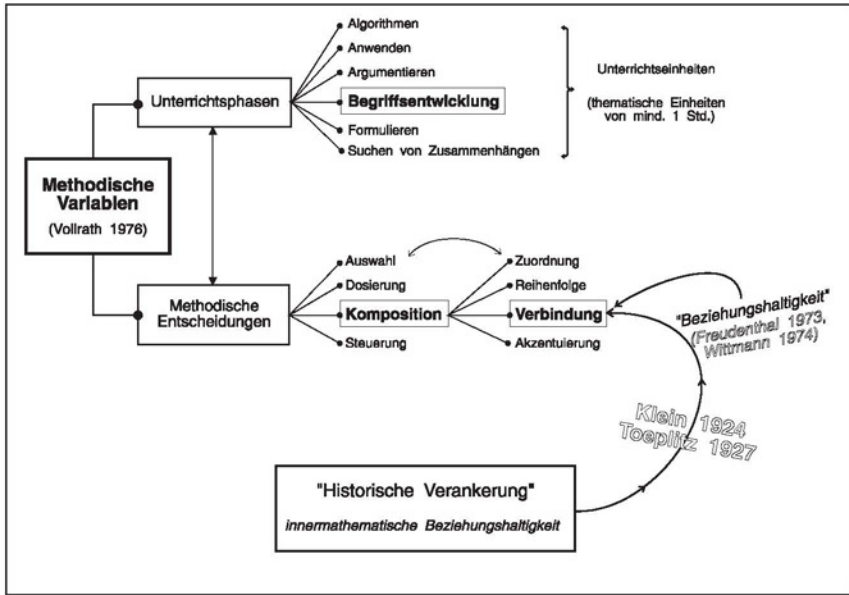 Algorithmen
Anwenden
Argumentieren
Unterrichtsphasen
Begriffsentwicklung
Formulieren
Suchen von Zusammenhängen
Unterrichtseinheiten
(thematische Einheiten
von mind. 1 Std.)
Methodische
Variablen
(Vollrath 1976)
Methodische
Entscheidungen
Auswahl
Dosierung
Komposition
Steuerung
Zuordnung
Reihenfolge
Verbindung
Akzentuierung
"Beziehungshaltigkeit"
(Freudenthal 1973,
Wittmann 1974)
Klein 1924
Toeplitz 1927
"Historische Verankerung"
innermathematische Beziehungshaltigkeit